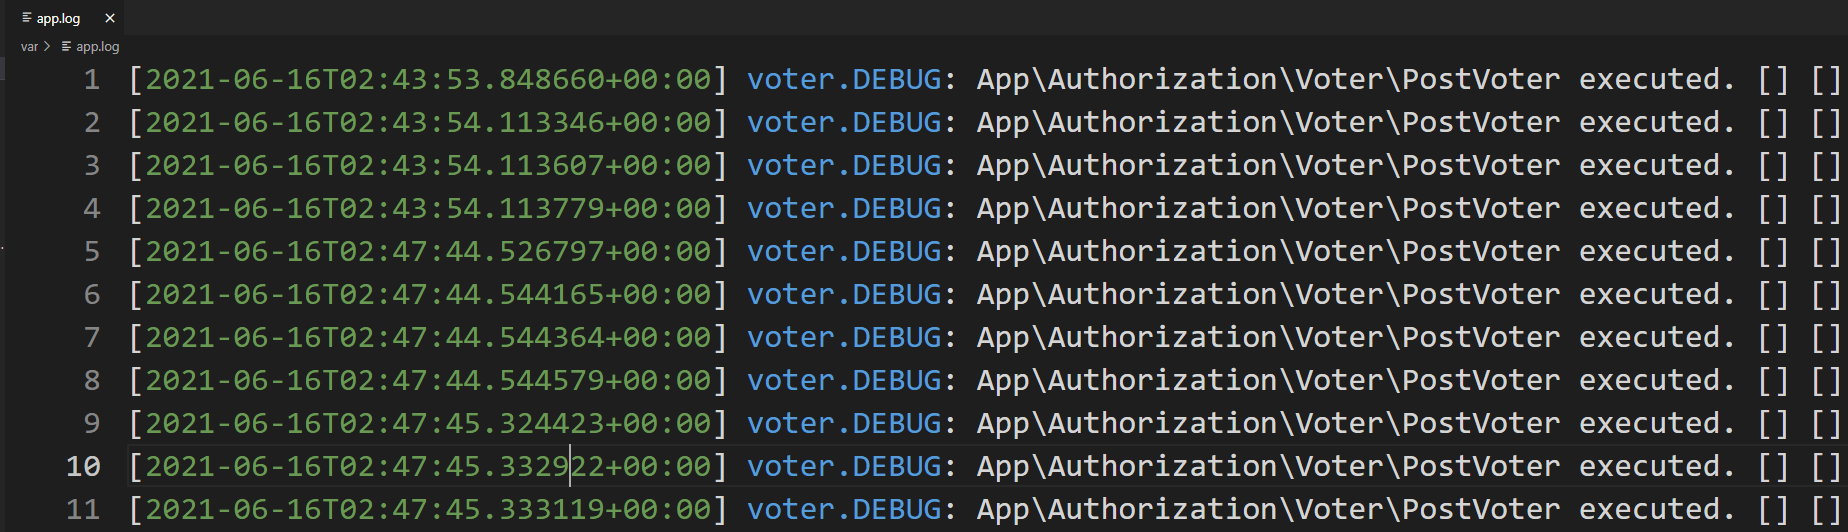 app.log ×
var > app.log
1 [2021-06-16T02:43:53.848660+00:00] voter.DEBUG: App\Authorization\Voter\PostVoter executed. [] []
2 [2021-06-16T02:43:54.113346+00:00] voter.DEBUG: App\Authorization\Voter\PostVoter executed. [] []
3 [2021-06-16T02:43:54.113607+00:00] voter.DEBUG: App\Authorization\Voter\PostVoter executed. [] []
4 [2021-06-16T02:43:54.113779+00:00] voter.DEBUG: App\Authorization\Voter\PostVoter executed. [] []
5 [2021-06-16T02:47:44.526797+00:00] voter.DEBUG: App\Authorization\Voter\PostVoter executed. [] []
6 [2021-06-16T02:47:44.544165+00:00] voter.DEBUG: App\Authorization\Voter\PostVoter executed. [] []
7 [2021-06-16T02:47:44.544364+00:00] voter.DEBUG: App\Authorization\Voter\PostVoter executed. [] []
8 [2021-06-16T02:47:44.544579+00:00] voter.DEBUG: App\Authorization\Voter\PostVoter executed. [] []
9 [2021-06-16T02:47:45.324423+00:00] voter.DEBUG: App\Authorization\Voter\PostVoter executed. [] []
10 [2021-06-16T02:47:45.332922+00:00] voter.DEBUG: App\Authorization\Voter\PostVoter executed. [] []
11 [2021-06-16T02:47:45.333119+00:00] voter.DEBUG: App\Authorization\Voter\PostVoter executed. [] []